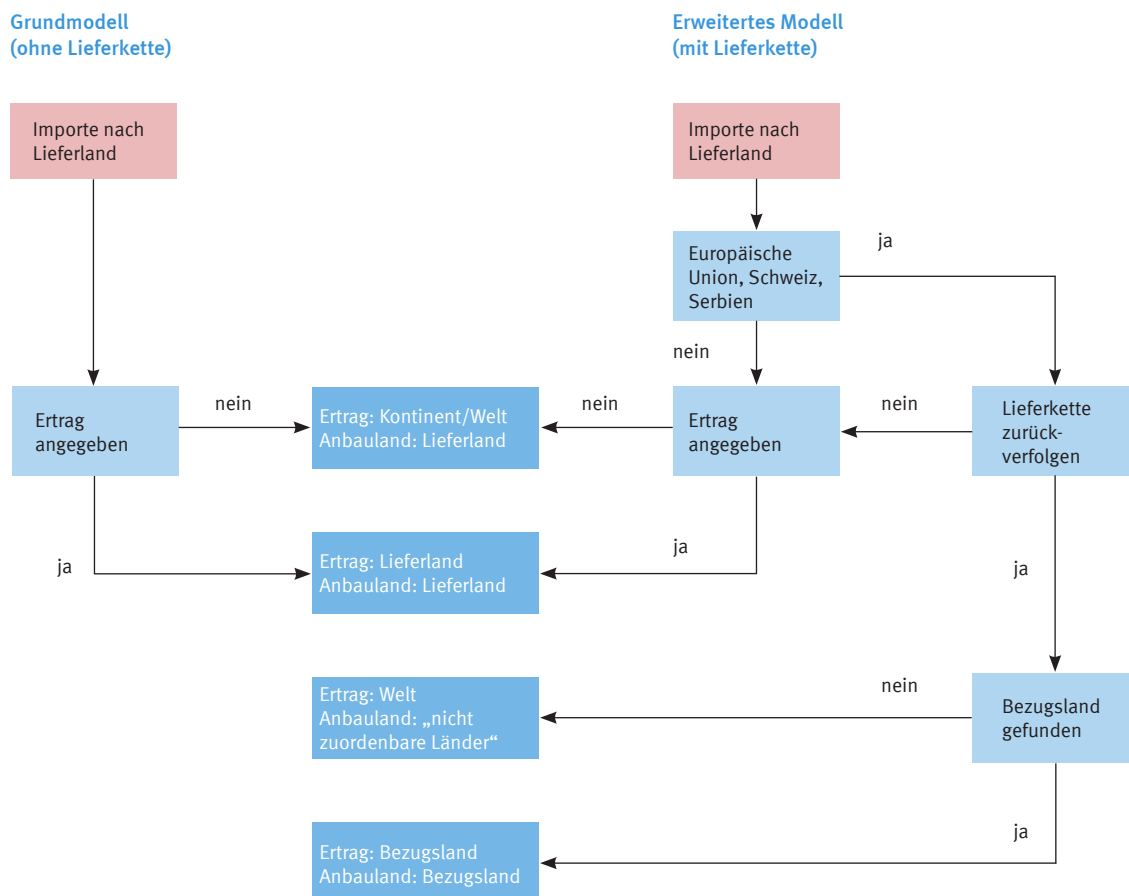 Grundmodell
(ohne Lieferkette)
Erweitertes Modell
(mit Lieferkette)
Importe nach
Lieferland
Importe nach
Lieferland
Europäische
Union, Schweiz,
Serbien
ja
nein
Ertrag
angegeben
nein
Ertrag: Kontinent/Welt
Anbauland: Lieferland
nein
Ertrag
angegeben
nein
Lieferkette
zurück-
verfolgen
ja
Ertrag: Lieferland
Anbauland: Lieferland
ja
ja
Ertrag: Welt
Anbauland: „nicht
zuordenbare Länder“
nein
Bezugsland
gefunden
Ertrag: Bezugsland
Anbauland: Bezugsland
ja